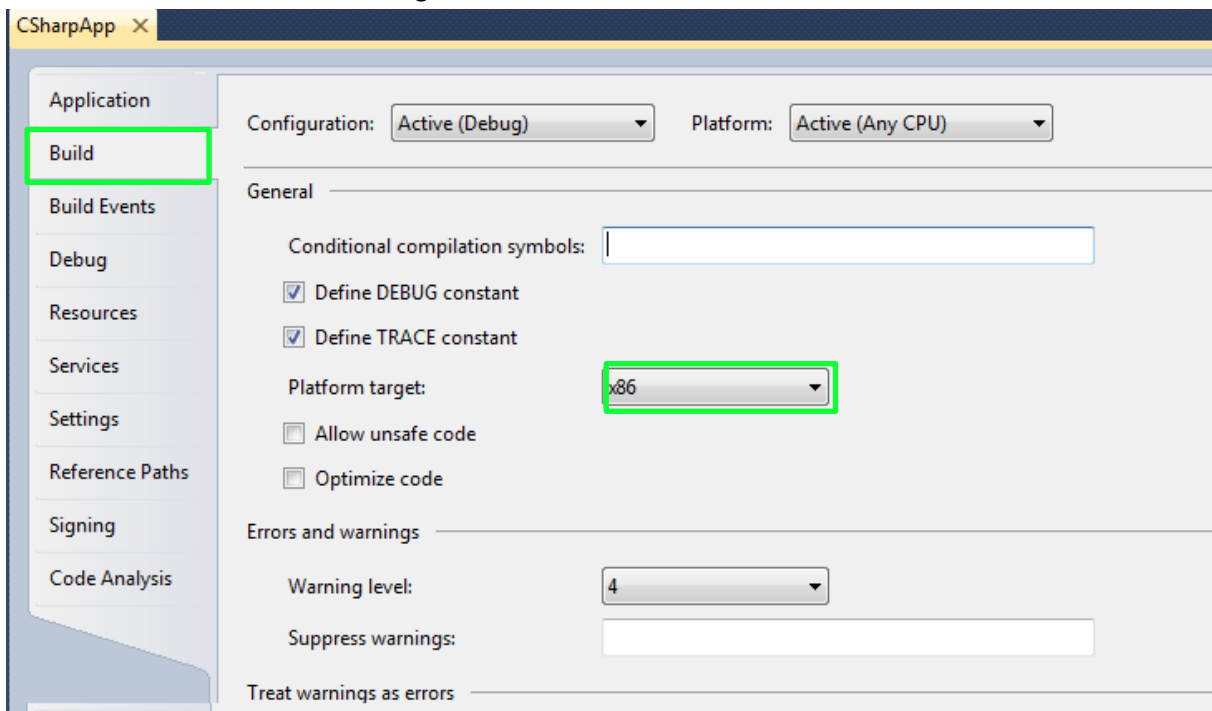 CSharpApp
Application
Build
Build Events
Debug
Resources
Services
Settings
Reference Paths
Signing
Code Analysis
Configuration: Active (Debug) Platform: Active (Any CPU)
General
Conditional compilation symbols:
Define DEBUG constant
Define TRACE constant
Platform target: x86
Allow unsafe code
Optimize code
Errors and warnings
Warning level: 4
Suppress warnings:
Treat warnings as errors